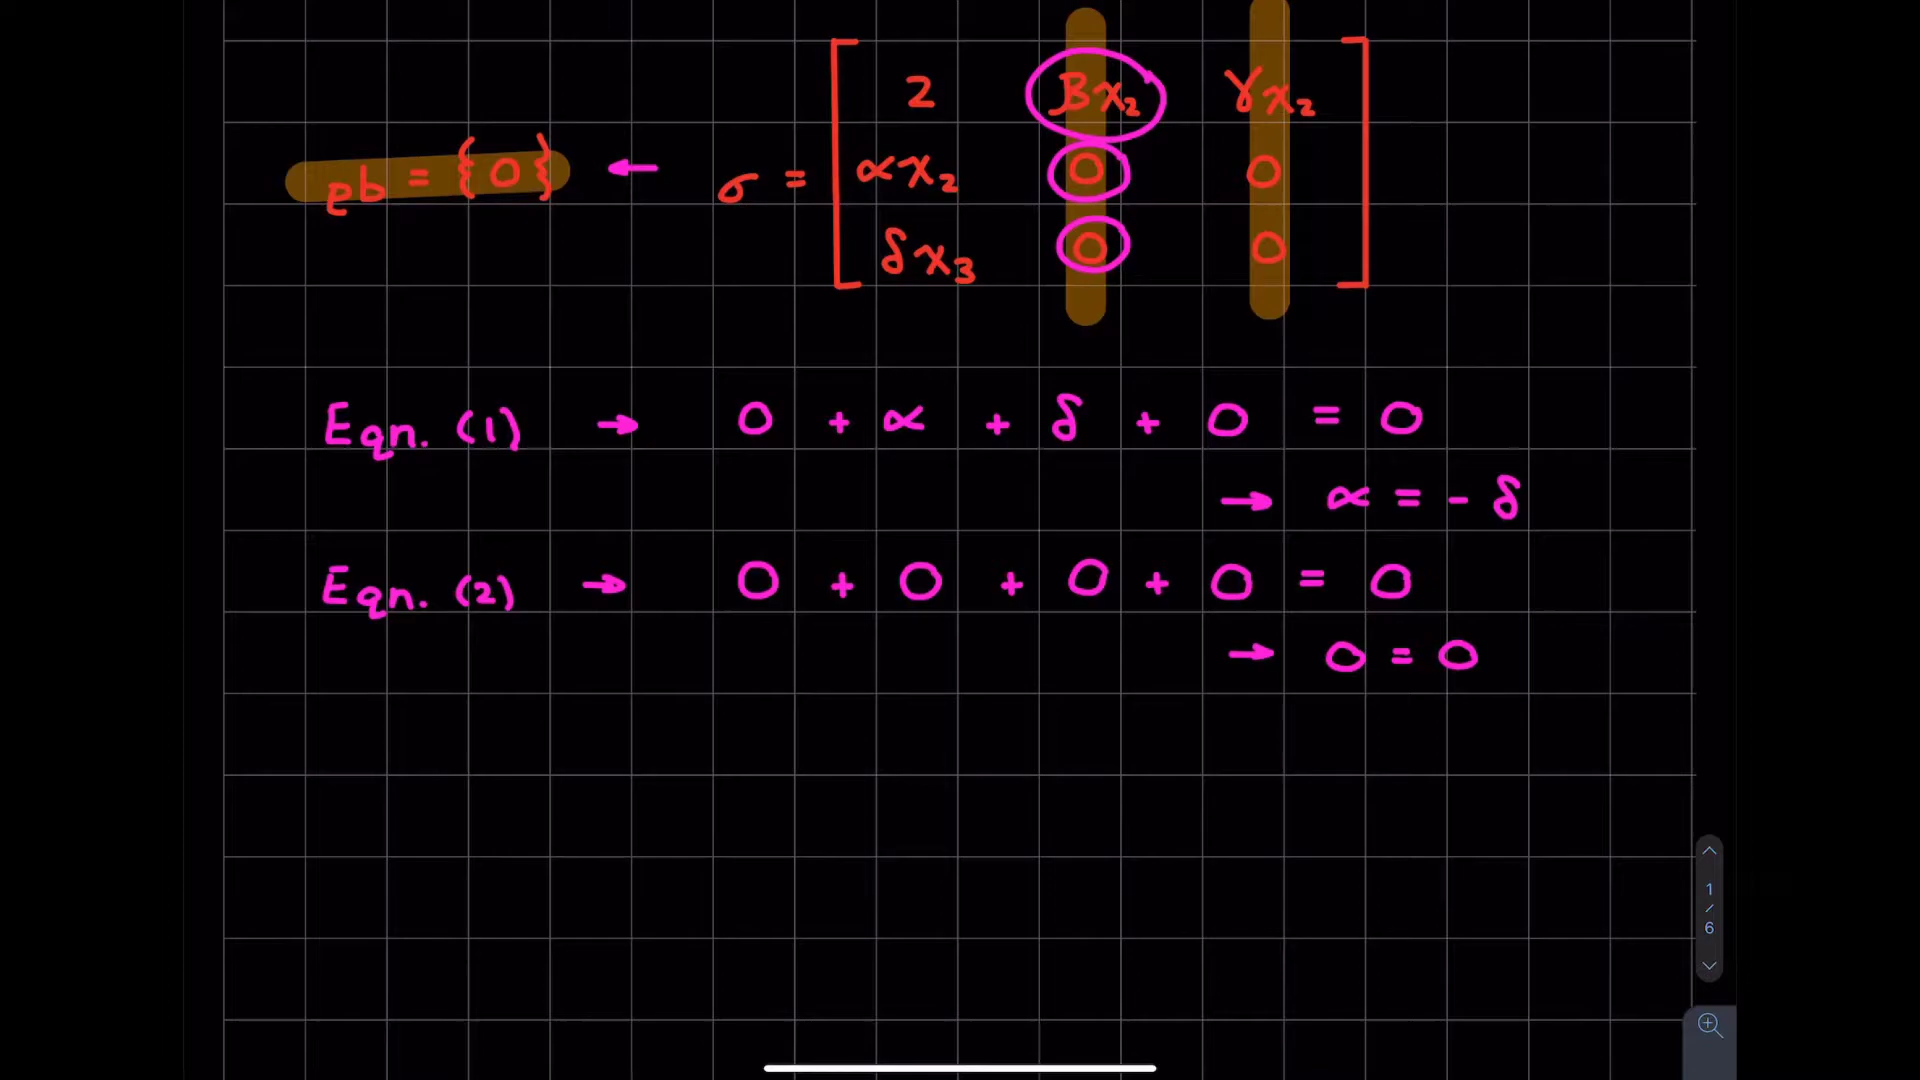 2 βx₂ γx₂
ρb = {0} ← σ = αx₂ 0 0
δx₃ 0 0
Eqn. (1) → 0 + α + δ + 0 = 0
→ α = - δ
Eqn. (2) → 0 + 0 + 0 + 0 = 0
→ 0 = 0
1
/
6